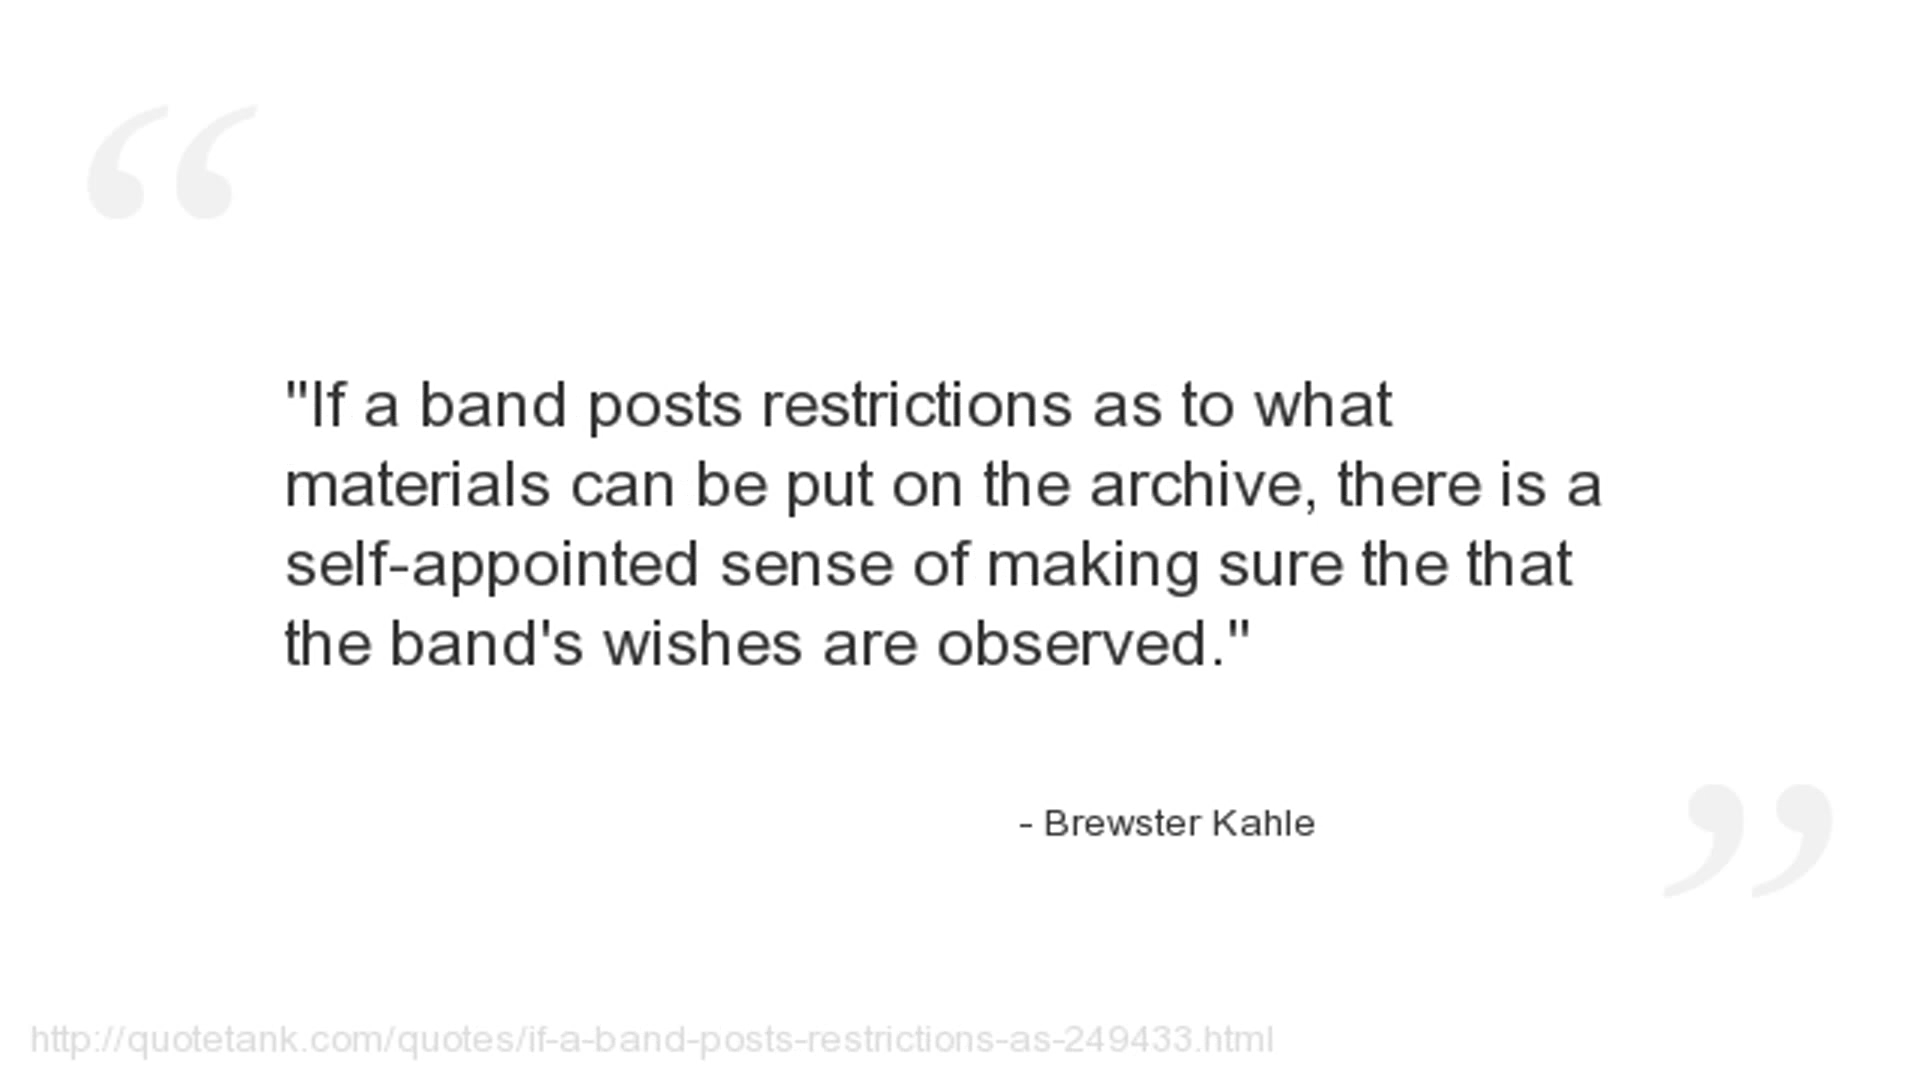 "If a band posts restrictions as to what
materials can be put on the archive, there is a
self-appointed sense of making sure the that
the band's wishes are observed."
- Brewster Kahle
http://quotetank.com/quotes/if-a-band-posts-restrictions-as-249433.html